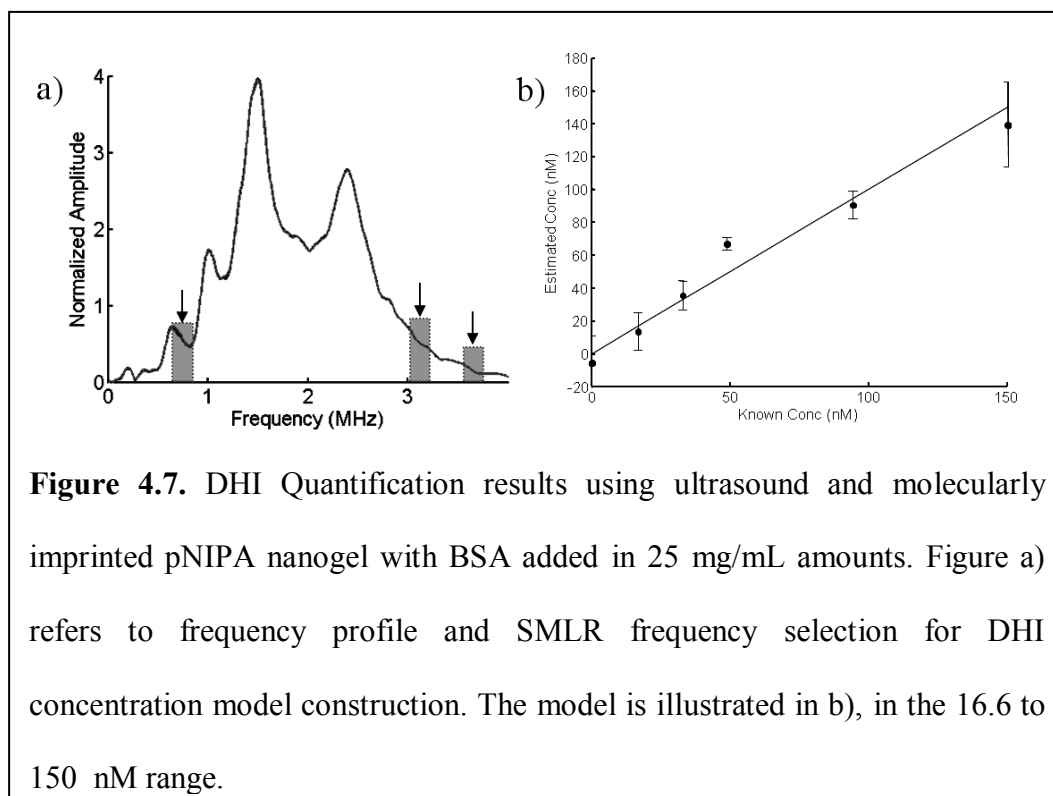 a)
4
3
2
1
0
Normalized Amplitude
0 1 2 3
Frequency (MHz)
b)
180
160
140
120
100
80
60
40
20
0
-20
Estimated Conc (nM)
0 50 100 150
Known Conc (nM)
Figure 4.7. DHI Quantification results using ultrasound and molecularly
imprinted pNIPA nanogel with BSA added in 25 mg/mL amounts. Figure a)
refers to frequency profile and SMLR frequency selection for DHI
concentration model construction. The model is illustrated in b), in the 16.6 to
150 nM range.